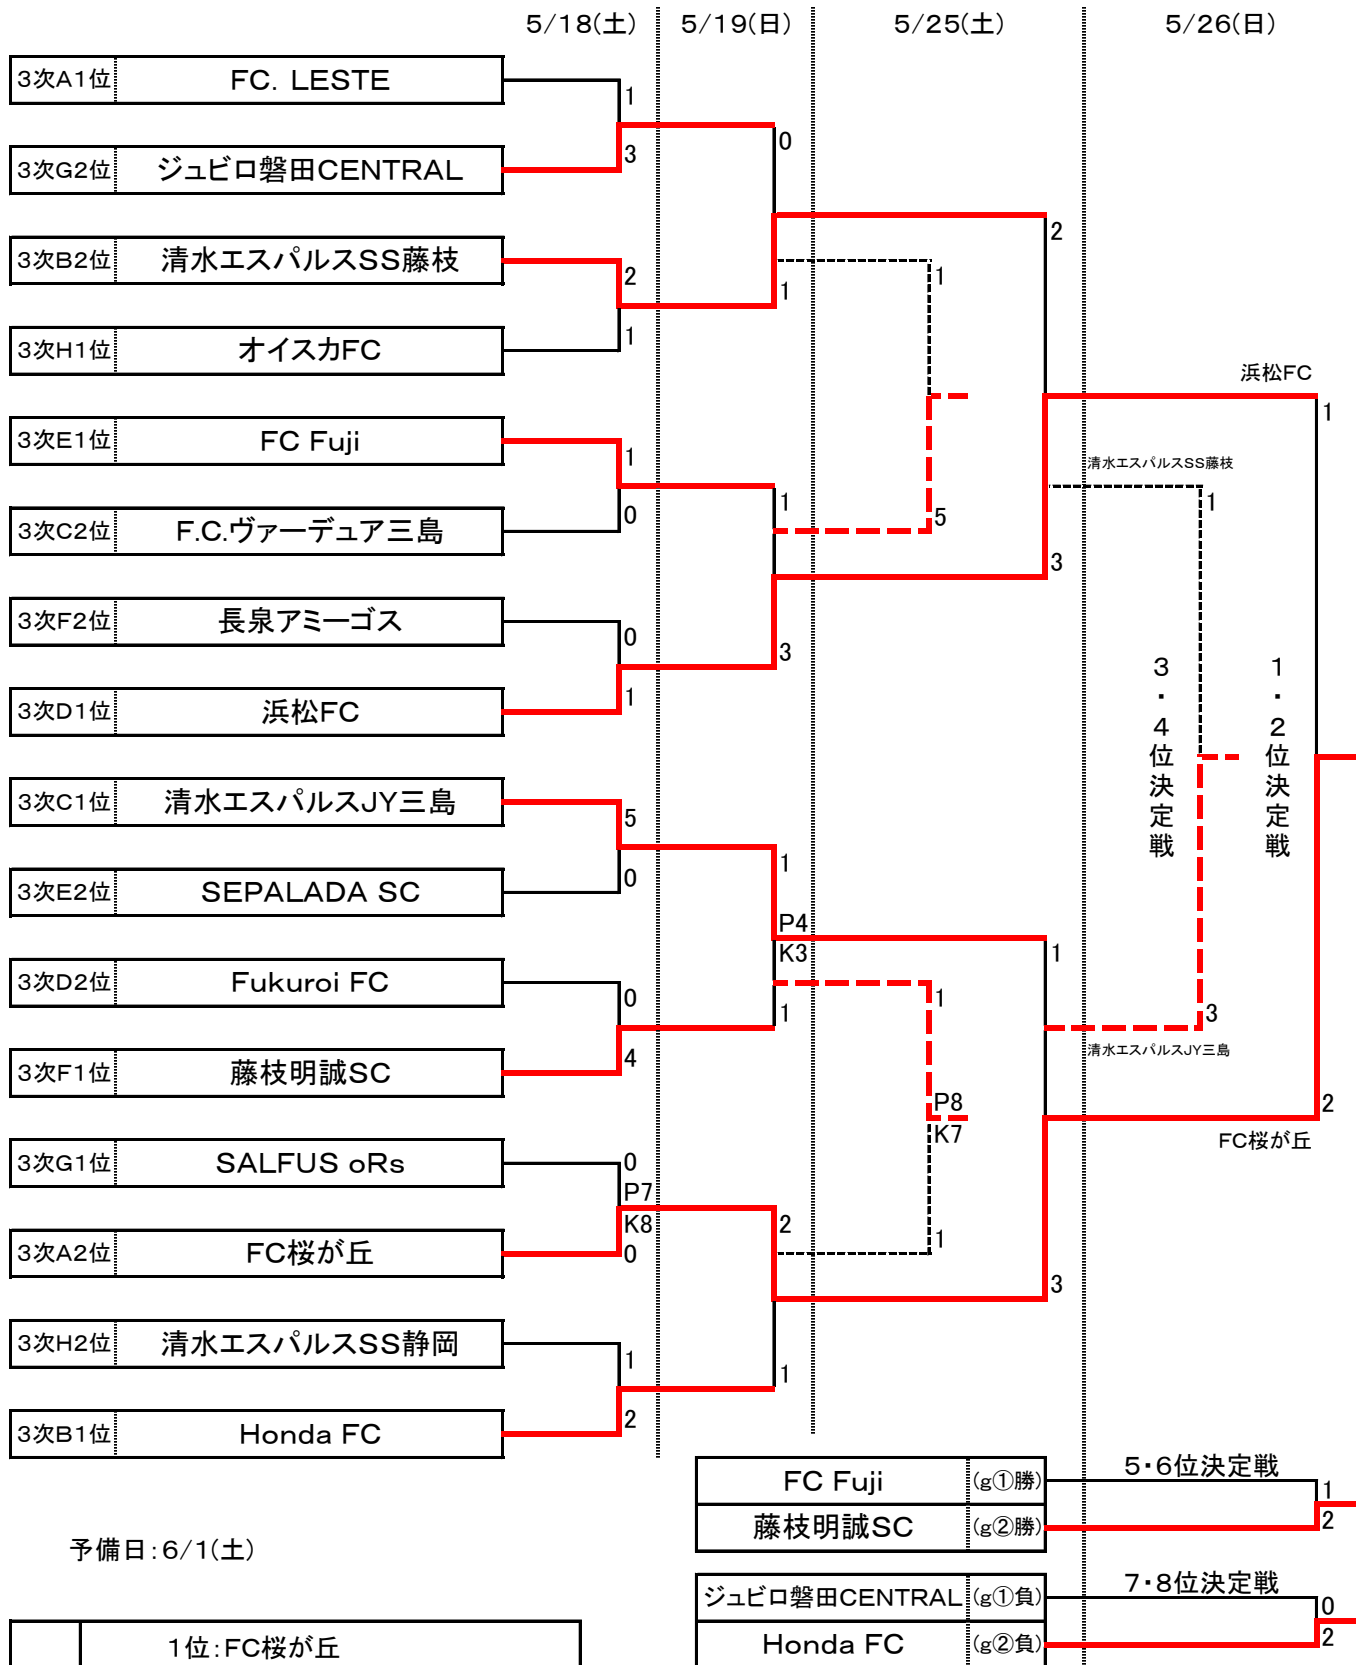 5/18(土) 5/19(日) 5/25(土) 5/26(日)
3次A1位 FC. LESTE
1
3次G2位 ジュビロ磐田CENTRAL
3
0
3次B2位 清水エスパルスSS藤枝
2
1
2
1
3次H1位 オイスカFC
1
浜松FC
1
3次E1位 FC Fuji
1
清水エスパルスSS藤枝
1
1
3次C2位 F.C.ヴァーデュア三島
0
5
3
3次F2位 長泉アミーゴス
0
3
3次D1位 浜松FC
1
3・4位決定戦
1・2位決定戦
3次C1位 清水エスパルスJY三島
5
1
3次E2位 SEPALADA SC
0
P4
K3
1
3次D2位 Fukuroi FC
0
1
1
3
3次F1位 藤枝明誠SC
4
清水エスパルスJY三島
P8
K7
2
FC桜が丘
3次G1位 SALFUS oRs
0
P7
K8
2
3次A2位 FC桜が丘
0
1
3
3次H2位 清水エスパルスSS静岡
1
1
3次B1位 Honda FC
2
5・6位決定戦
FC Fuji (g①勝)
1
藤枝明誠SC (g②勝)
2
予備日:6/1(土)
7・8位決定戦
ジュビロ磐田CENTRAL (g①負)
0
Honda FC (g②負)
2
1位:FC桜が丘